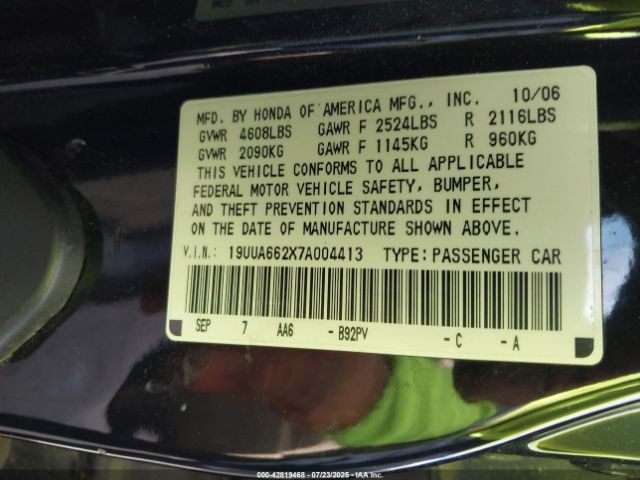 MFD. BY HONDA OF AMERICA MFG., INC. 10/06
GVWR 4608LBS GAWR F 2524LBS R 2116LBS
GVWR 2090KG GAWR F 1145KG R 960KG
THIS VEHICLE CONFORMS TO ALL APPLICABLE
FEDERAL MOTOR VEHICLE SAFETY, BUMPER,
AND THEFT PREVENTION STANDARDS IN EFFECT
ON THE DATE OF MANUFACTURE SHOWN ABOVE.
V.I.N.: 19UUA662X7A004413 TYPE: PASSENGER CAR
SEP 7 AA6 - B92PV - C - A
000-42819468 - 07/23/2025 - IAA Inc.